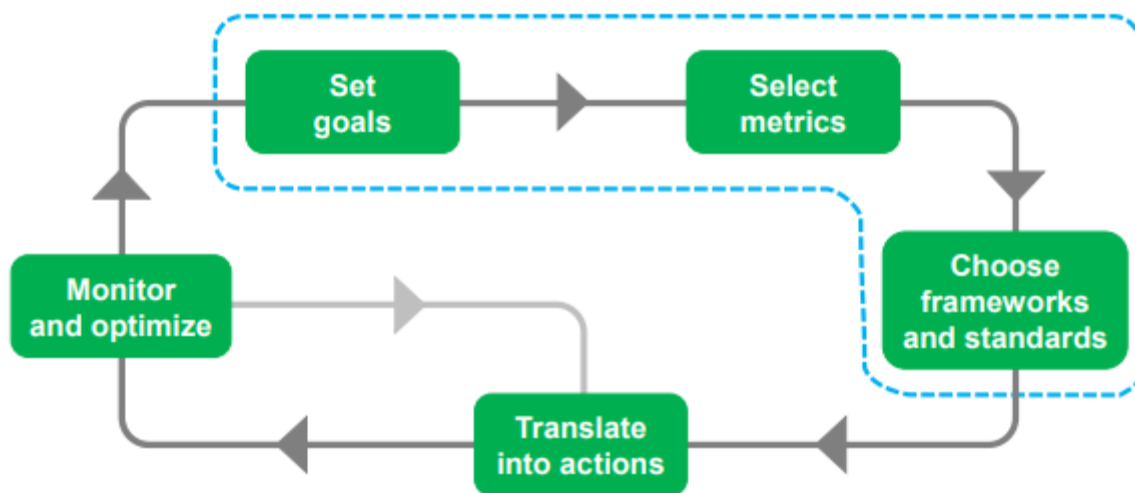 Set
goals
Select
metrics
Choose
frameworks
and standards
Translate
into actions
Monitor
and optimize